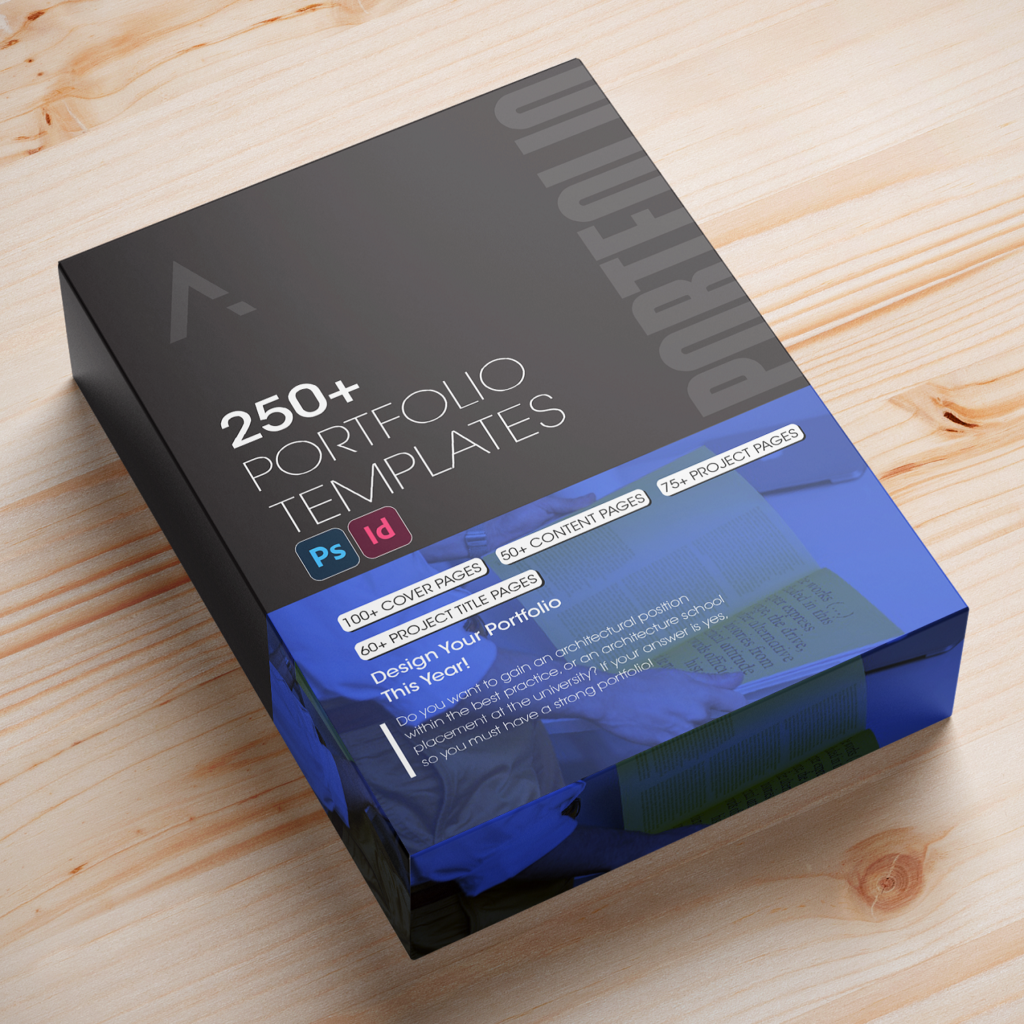 PORTFOLIO
250+
PORTFOLIO
TEMPLATES
Ps Id
100+ COVER PAGES 50+ CONTENT PAGES 75+ PROJECT PAGES
60+ PROJECT TITLE PAGES
Design Your Portfolio
This Year!
Do you want to gain an architectural position
within the best practice, or an architecture school
placement at the university? If your answer is yes,
so you must have a strong portfolio!